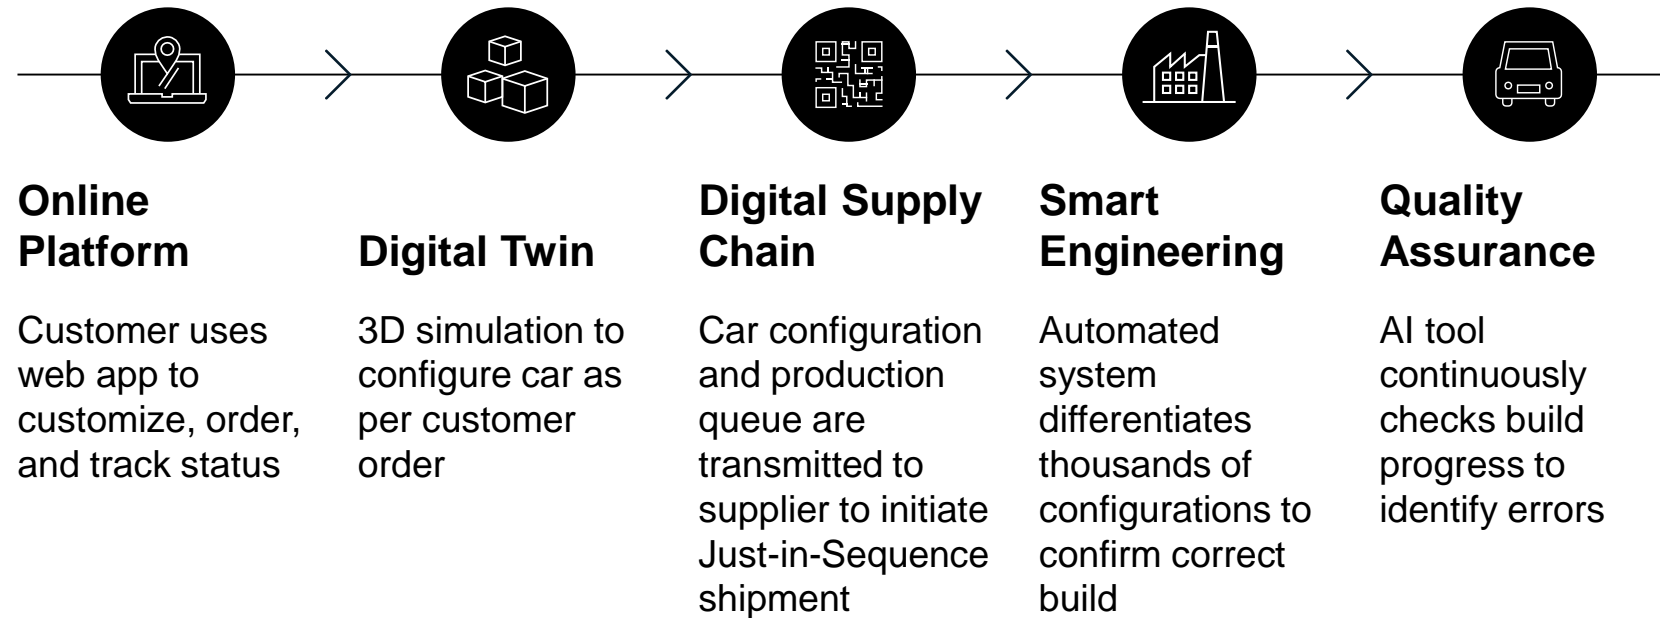 Online
Platform
Customer uses
web app to
customize, order,
and track status
Digital Twin
3D simulation to
configure car as
per customer
order
Digital Supply
Chain
Car configuration
and production
queue are
transmitted to
supplier to initiate
Just-in-Sequence
shipment
Smart
Engineering
Automated
system
differentiates
thousands of
configurations to
confirm correct
build
Quality
Assurance
AI tool
continuously
checks build
progress to
identify errors